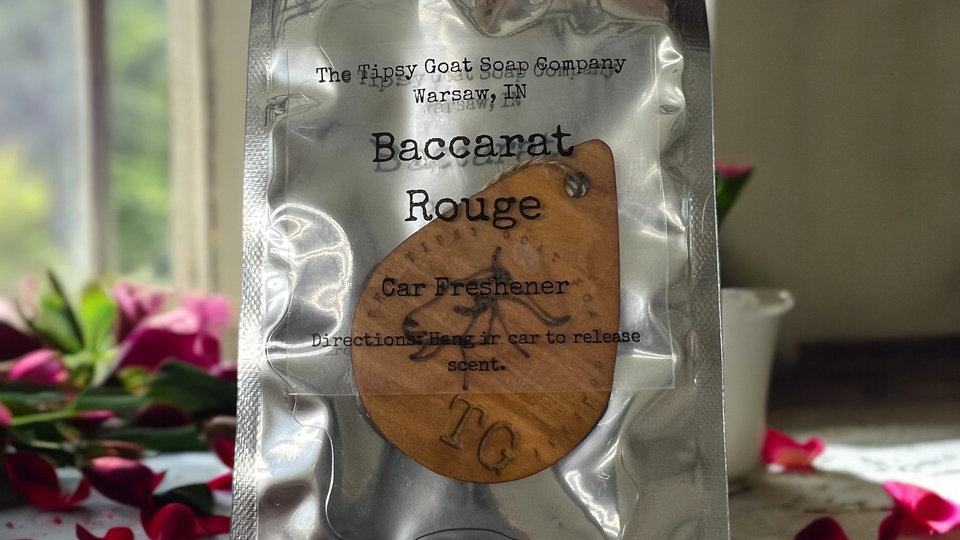 The Tipsy Goat Soap Company
Warsaw, IN
Baccarat
Rouge
Car Freshener
Directions: Hang in car to release
scent.
TG